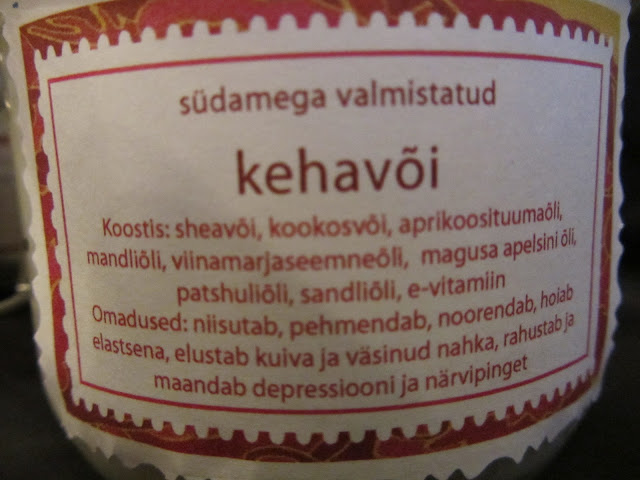 südamega valmistatud
kehavõi
Koostis: sheavõi, kookosvõi, aprikoosituumaõli,
mandliõli, viinamarjaseemneõli, magusa apelsini õli,
patshuliõli, sandliõli, e-vitamiin
Omadused: niisutab, pehmendab, noorendab, hoiab
elastsena, elustab kuiva ja väsinud nahka, rahustab ja
maandab depressiooni ja närvipinget